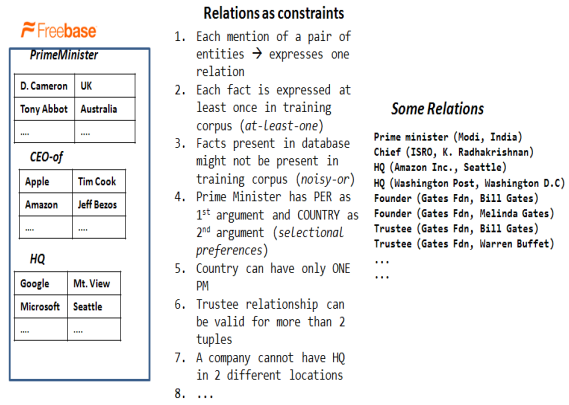 Freebase
PrimeMinister
D. Cameron UK
Tony Abbot Australia
.... ....
CEO-of
Apple Tim Cook
Amazon Jeff Bezos
.... ....
HQ
Google Mt. View
Microsoft Seattle
.... ....
Relations as constraints
1. Each mention of a pair of
entities → expresses one
relation
2. Each fact is expressed at
least once in training
corpus (at-least-one)
3. Facts present in database
might not be present in
training corpus (noisy-or)
4. Prime Minister has PER as
1st argument and COUNTRY as
2nd argument (selectional
preferences)
5. Country can have only ONE
PM
6. Trustee relationship can
be valid for more than 2
tuples
7. A company cannot have HQ
in 2 different locations
8. ...
Some Relations
Prime minister (Modi, India)
Chief (ISRO, K. Radhakrishnan)
HQ (Amazon Inc., Seattle)
HQ (Washington Post, Washington D.C)
Founder (Gates Fdn, Bill Gates)
Founder (Gates Fdn, Melinda Gates)
Trustee (Gates Fdn, Bill Gates)
Trustee (Gates Fdn, Warren Buffet)
...
...